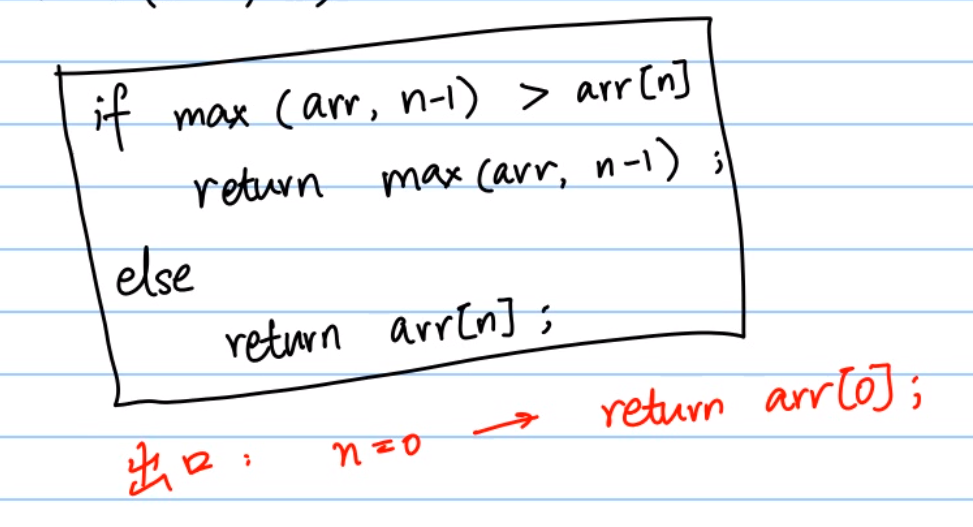 if max (arr, n-1) > arr[n]
return max (arr, n-1) ;
else
return arr[n] ;
出口: n=0 → return arr[0];